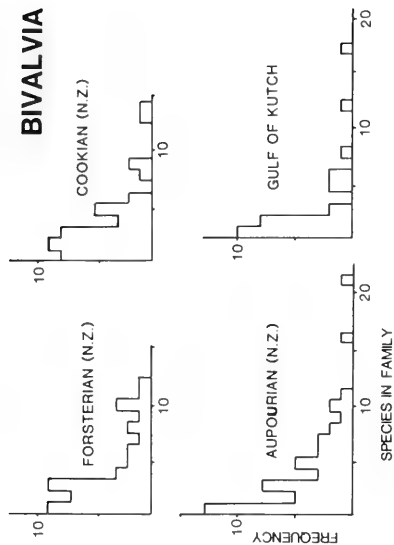 BIVALVIA
FORSTERIAN (N.Z.)
10
10
COOKIAN (N.Z.)
10
10
AUPOURIAN (N.Z.)
10
10
20
FREQUENCY
SPECIES IN FAMILY
GULF OF KUTCH
10
10
20